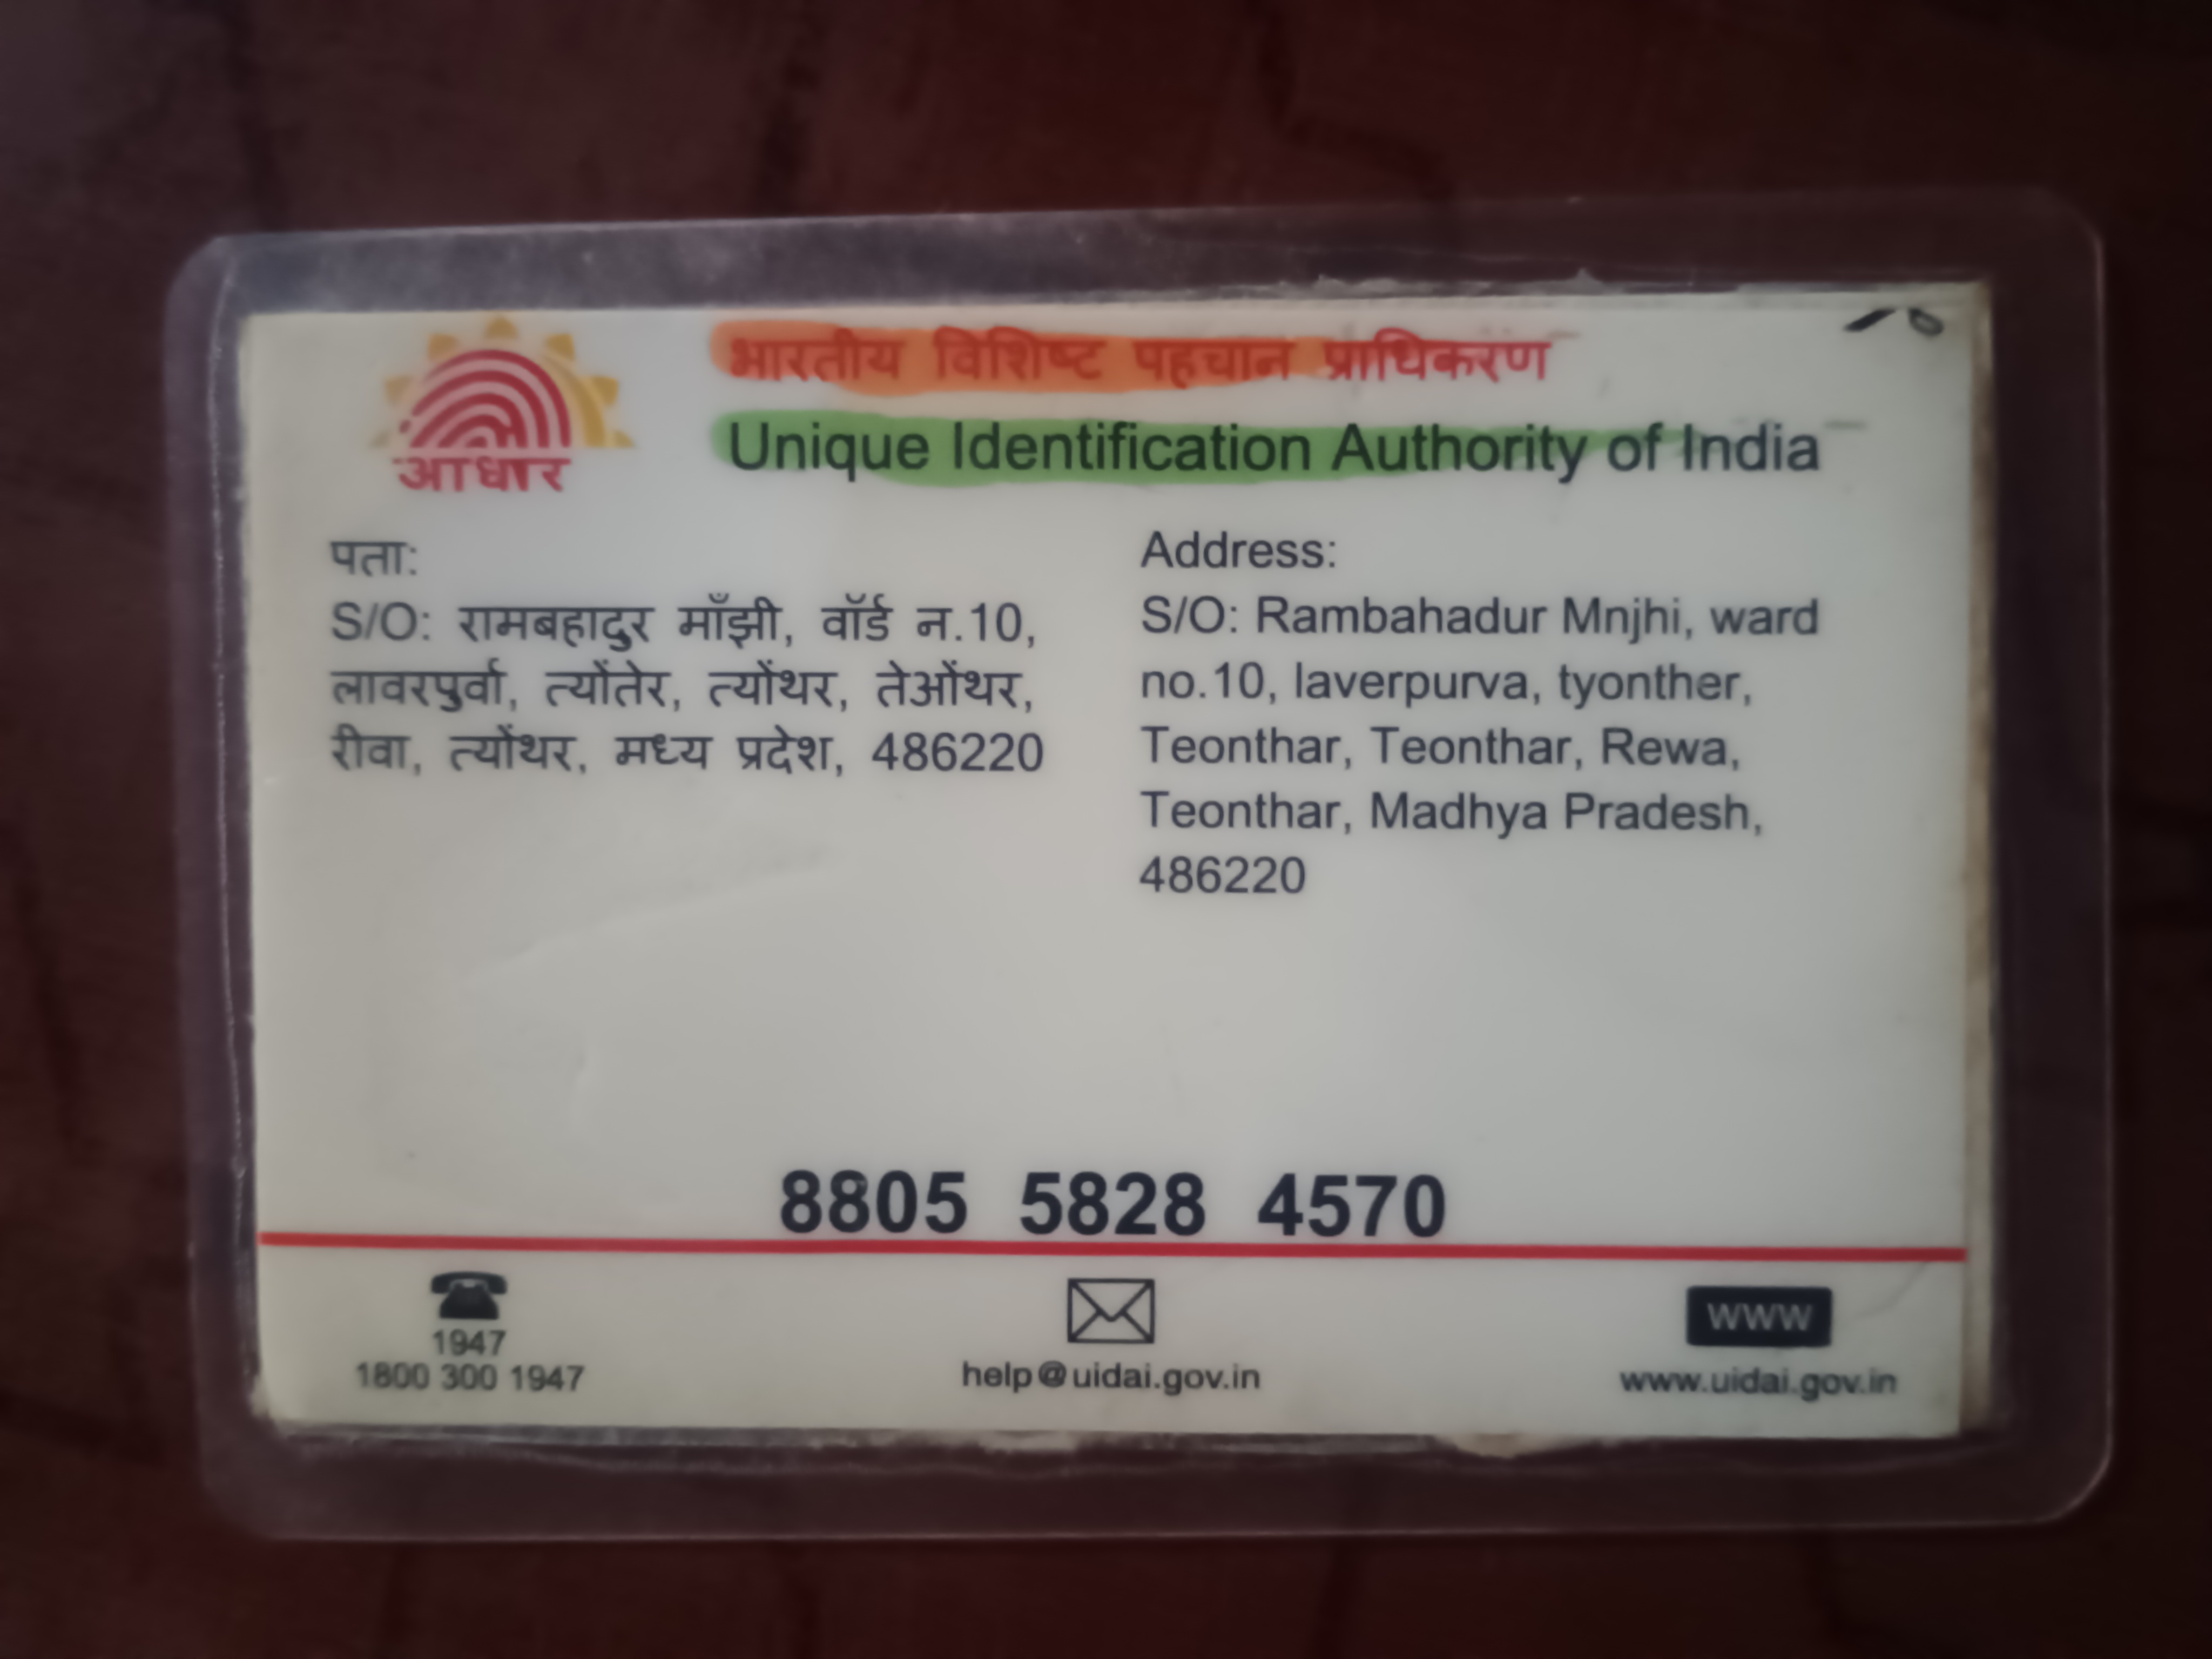 आधार
भारतीय विशिष्ट पहचान प्राधिकरण
Unique Identification Authority of India
पता:
S/O: रामबहादुर माँझी, वॉर्ड न.10,
लावरपुर्वा, त्योंतेर, त्योंथर, तेओंथर,
रीवा, त्योंथर, मध्य प्रदेश, 486220
Address:
S/O: Rambahadur Mnjhi, ward
no.10, laverpurva, tyonther,
Teonthar, Teonthar, Rewa,
Teonthar, Madhya Pradesh,
486220
8805 5828 4570
1947
1800 300 1947
help@uidai.gov.in
WWW
www.uidai.gov.in